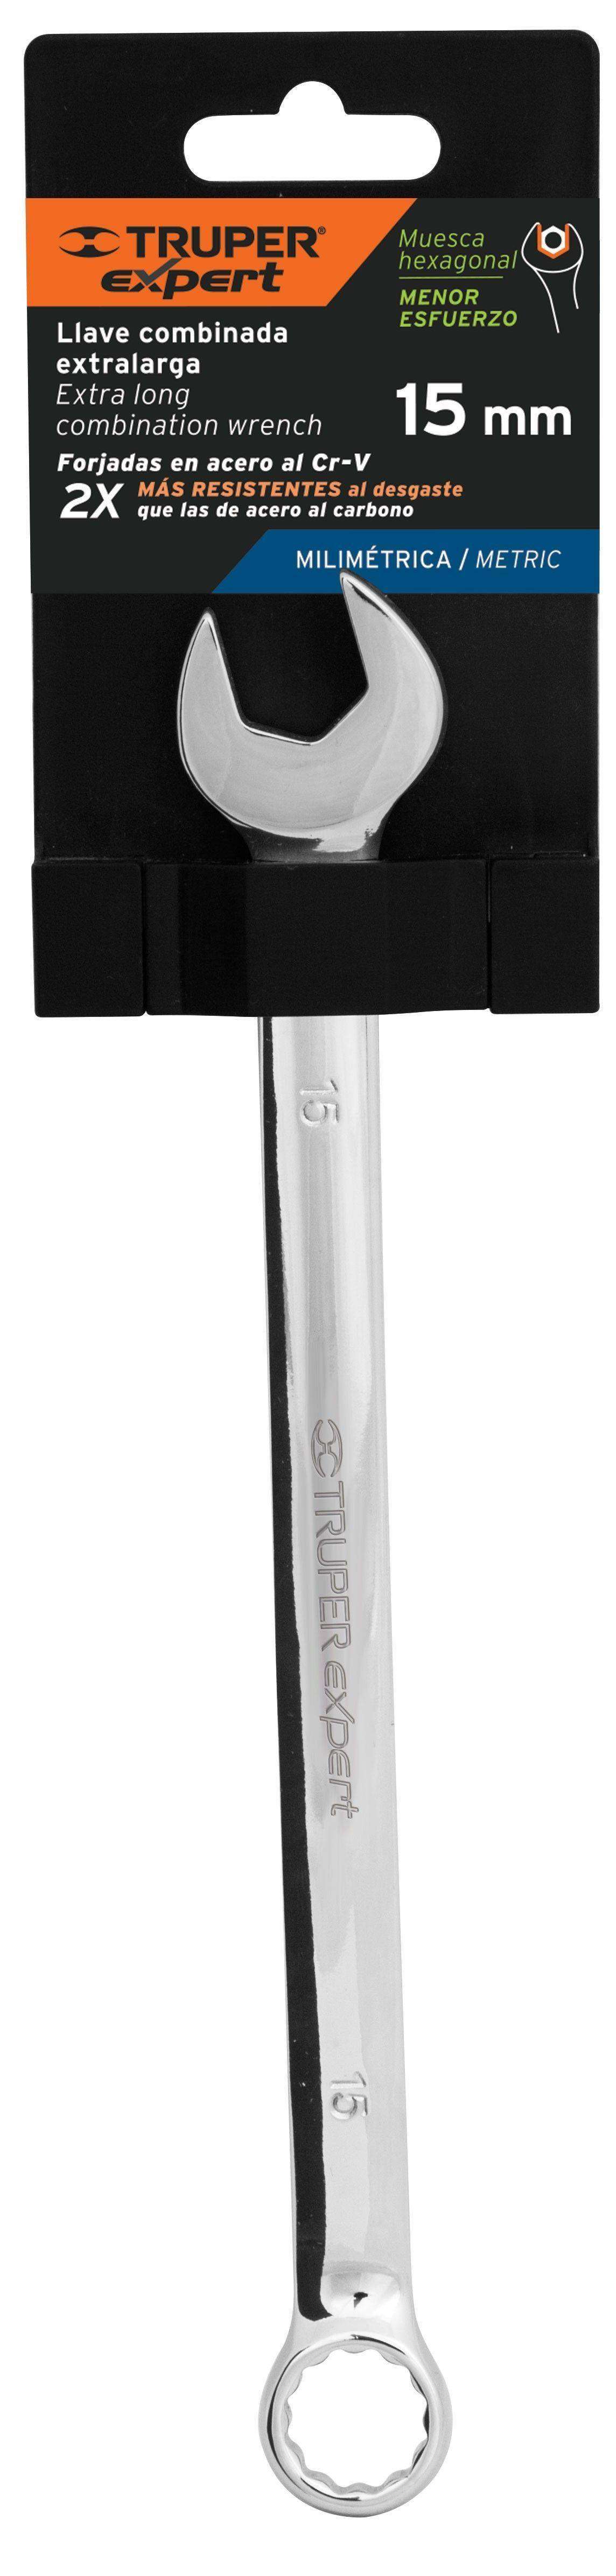 TRUPER®
expert
Muesca
hexagonal
MENOR
ESFUERZO
Llave combinada
extralarga
Extra long
combination wrench
15 mm
Forjadas en acero al Cr-V
2X MÁS RESISTENTES al desgaste
que las de acero al carbono
MILIMÉTRICA / METRIC
15
TRUPER expert
15